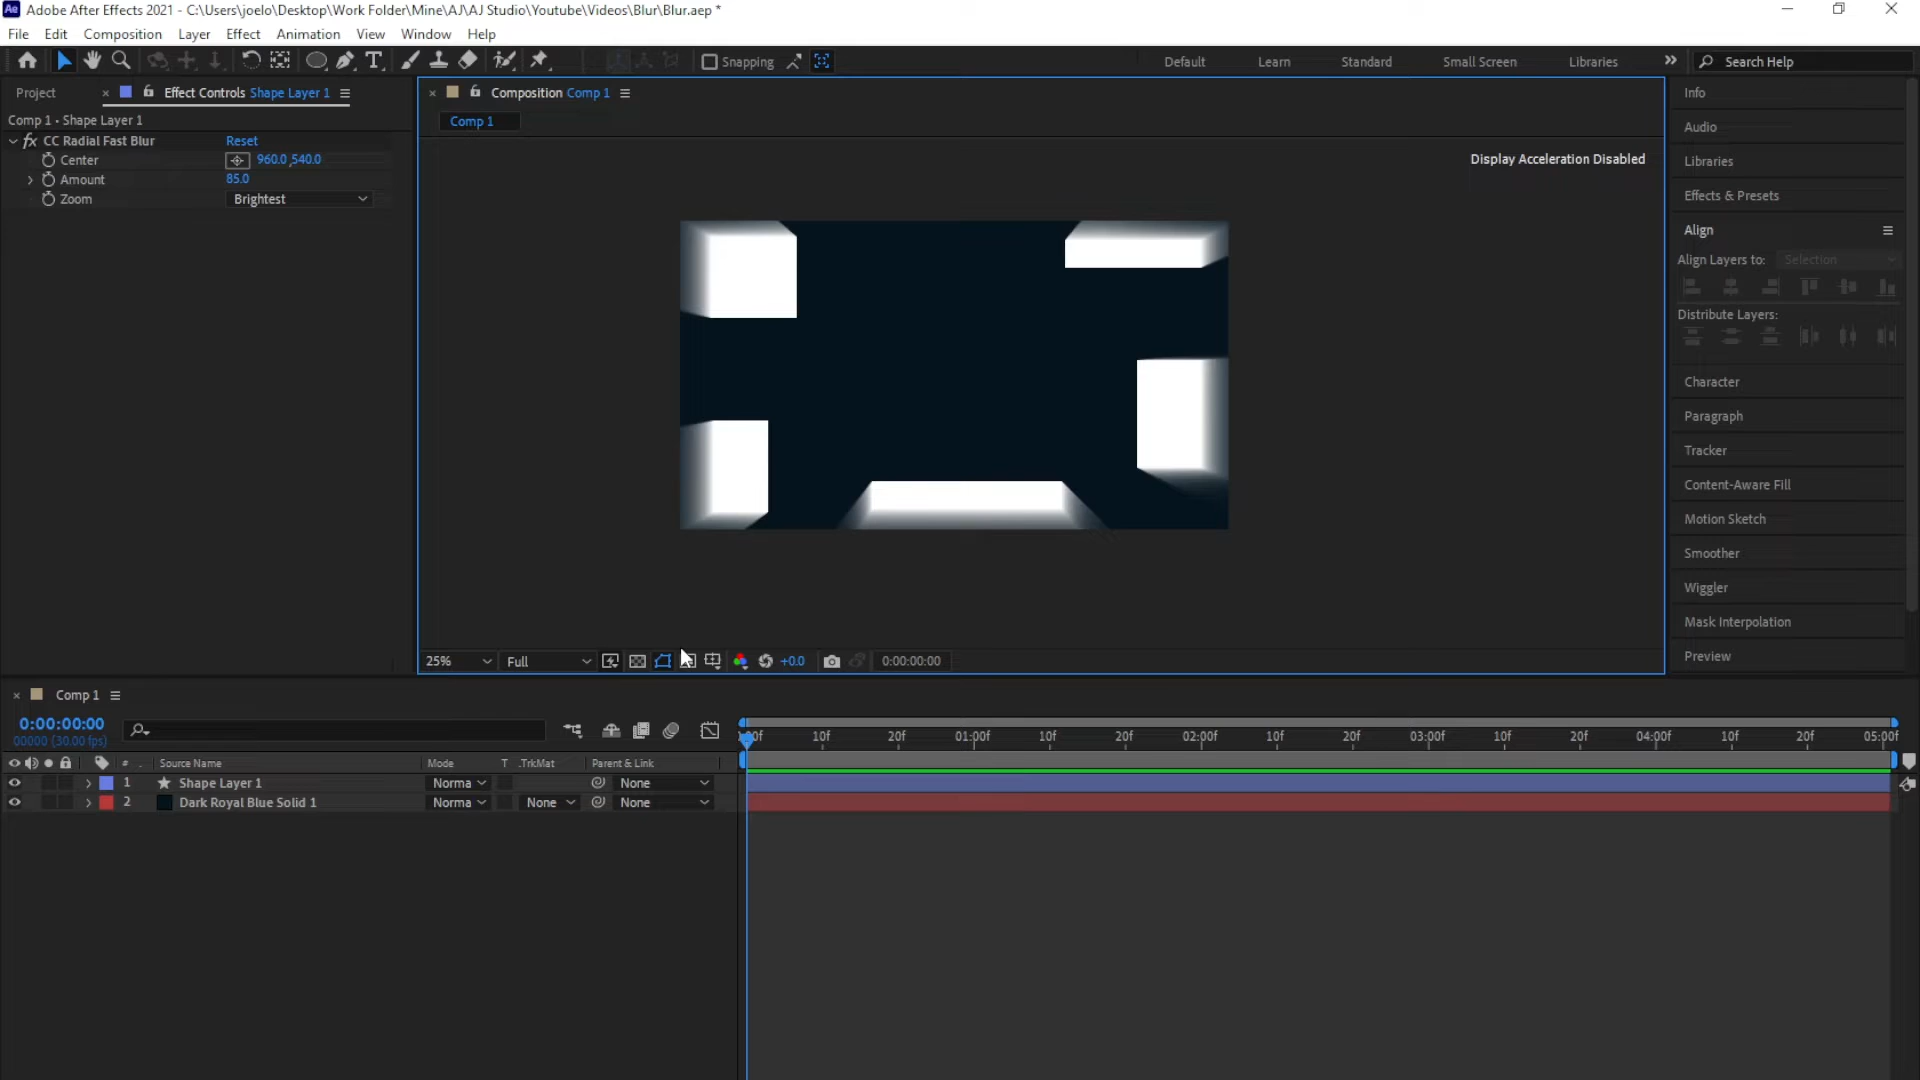 Adobe After Effects 2021 - C:\Users\joelo\Desktop\Work Folder\Mine\AJ\AJ Studio\Youtube\Videos\Blur\Blur.aep *
File Edit Composition Layer Effect Animation View Window Help
Snapping Default Learn Standard Small Screen Libraries Search Help
Project Effect Controls Shape Layer 1
Comp 1 • Shape Layer 1
fx CC Radial Fast Blur Reset
Center 960.0,540.0
Amount 85.0
Zoom Brightest
Composition Comp 1
Comp 1
Display Acceleration Disabled
25% Full +0.0 0:00:00:00
Info
Audio
Libraries
Effects & Presets
Align
Align Layers to: Selection
Distribute Layers:
Character
Paragraph
Tracker
Content-Aware Fill
Motion Sketch
Smoother
Wiggler
Mask Interpolation
Preview
Comp 1
0:00:00:00
00000 (30.00 fps)
10f 20f 01:00f 10f 20f 02:00f 10f 20f 03:00f 10f 20f 04:00f 10f 20f 05:00f
# Source Name Mode T .TrkMat Parent & Link
1 Shape Layer 1 Norma None
2 Dark Royal Blue Solid 1 Norma None None